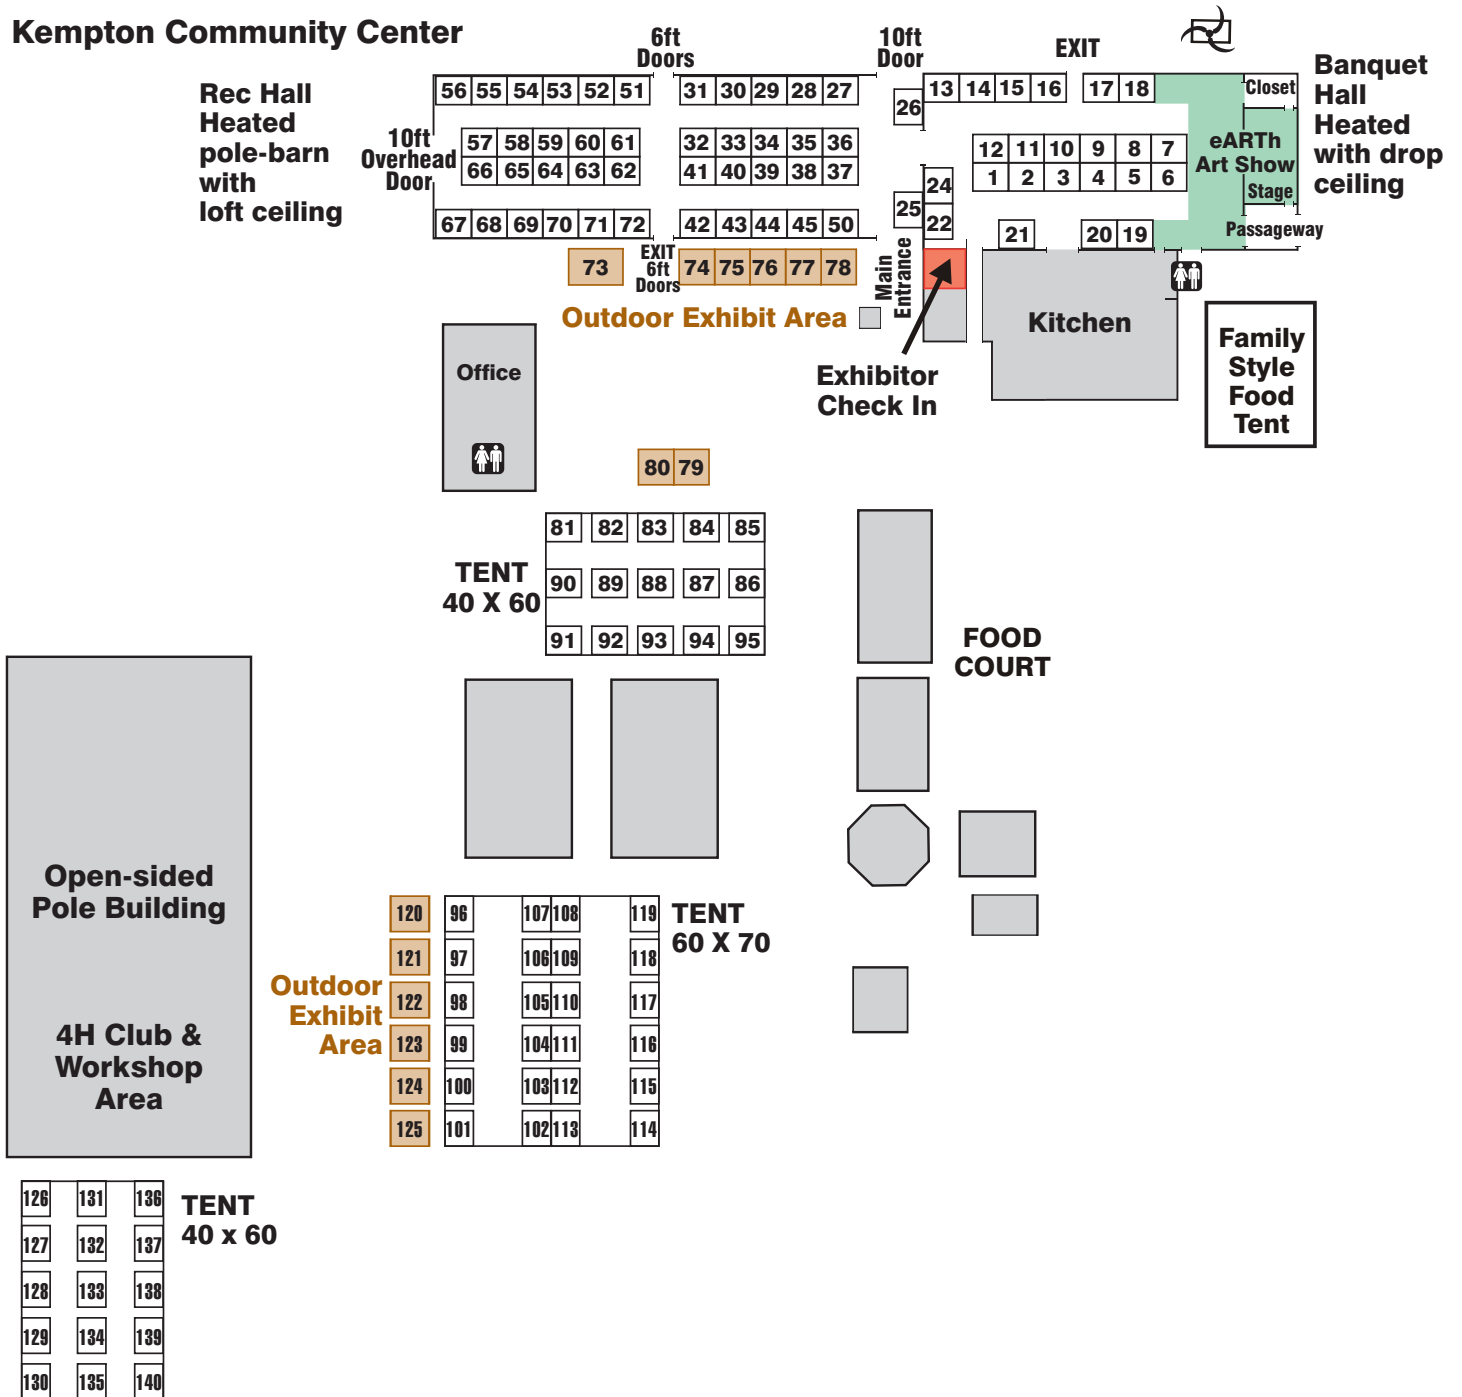 Kempton Community Center
6ft
Doors
10ft
Door
EXIT
Rec Hall
Heated
pole-barn
with
loft ceiling
Banquet
Hall
Heated
with drop
ceiling
10ft
Overhead
Door
56 55 54 53 52 51
31 30 29 28 27
26
13 14 15 16
17 18
Closet
57 58 59 60 61
66 65 64 63 62
32 33 34 35 36
41 40 39 38 37
12 11 10 9 8 7
1 2 3 4 5 6
eARTh
Art Show
Stage
Passageway
24
25
22
67 68 69 70 71 72
42 43 44 45 50
21
20 19
73
EXIT
6ft
Doors
74 75 76 77 78
Main
Entrance
Outdoor Exhibit Area
Kitchen
Family
Style
Food
Tent
Exhibitor
Check In
Office
80 79
81 82 83 84 85
90 89 88 87 86
91 92 93 94 95
TENT
40 X 60
FOOD
COURT
Open-sided
Pole Building
4H Club &
Workshop
Area
Outdoor
Exhibit
Area
120 96 107 108 119
121 97 106 109 118
122 98 105 110 117
123 99 104 111 116
124 100 103 112 115
125 101 102 113 114
TENT
60 X 70
126 131 136
127 132 137
128 133 138
129 134 139
130 135 140
TENT
40 x 60